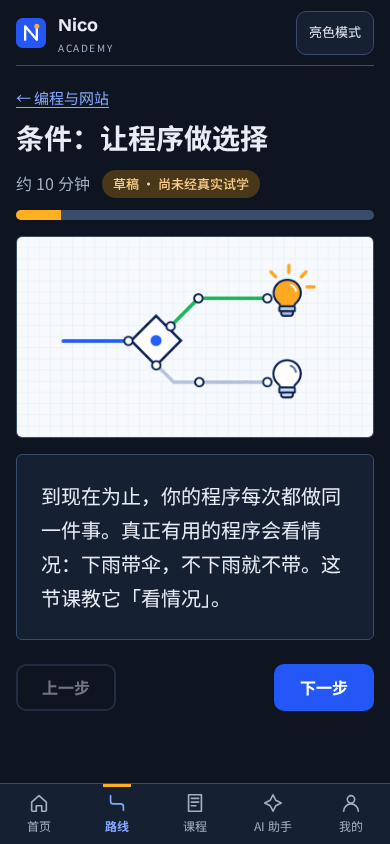 Nico
ACADEMY
亮色模式
← 编程与网站
条件：让程序做选择
约 10 分钟
草稿 · 尚未经真实试学
到现在为止，你的程序每次都做同
一件事。真正有用的程序会看情
况：下雨带伞，不下雨就不带。这
节课教它「看情况」。
上一步
下一步
首页
路线
课程
AI 助手
我的